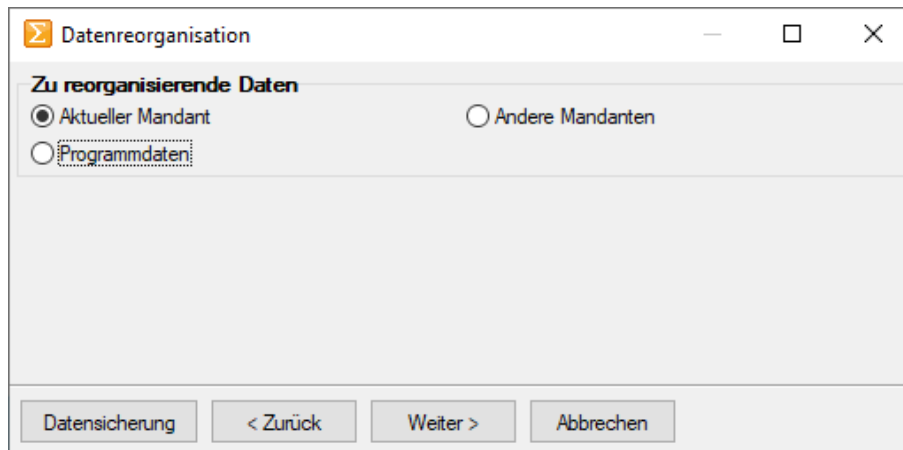 Datenreorganisation
Zu reorganisierende Daten
Aktueller Mandant
Andere Mandanten
Programmdaten
Datensicherung
< Zurück
Weiter >
Abbrechen